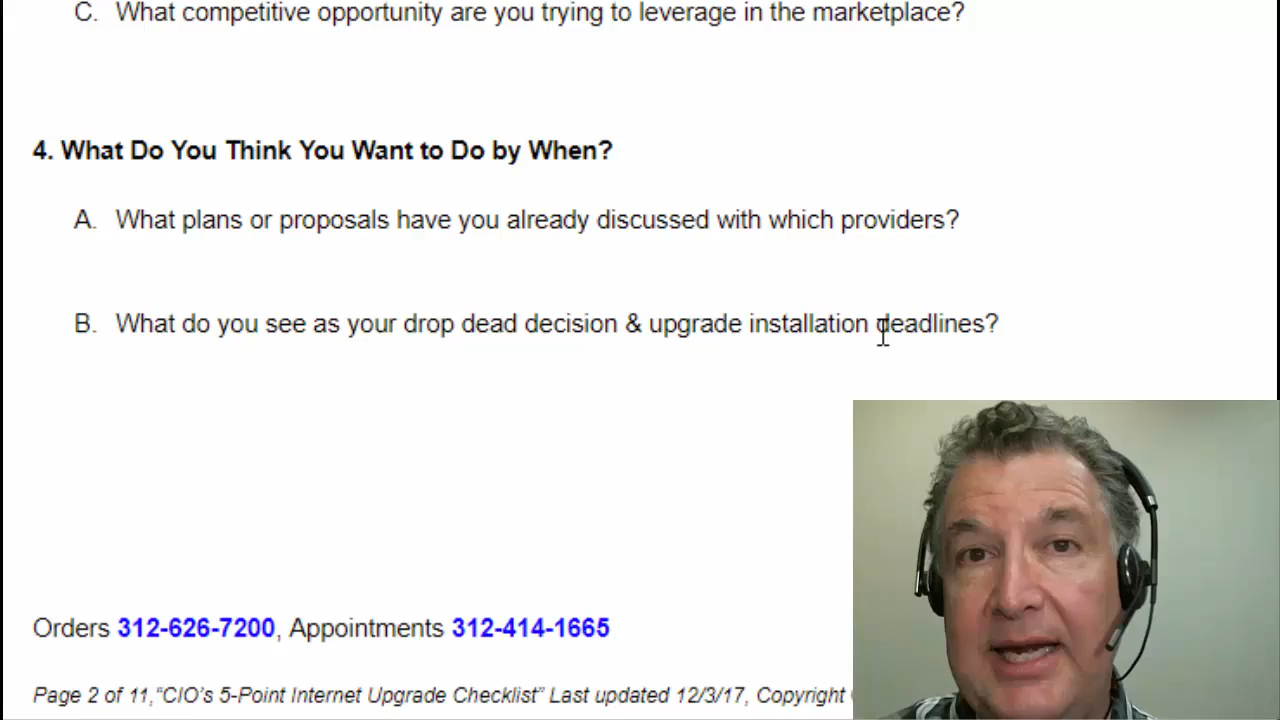 C. What competitive opportunity are you trying to leverage in the marketplace?
4. What Do You Think You Want to Do by When?
A. What plans or proposals have you already discussed with which providers?
B. What do you see as your drop dead decision & upgrade installation deadlines?
Orders 312-626-7200, Appointments 312-414-1665
Page 2 of 11,“CIO’s 5-Point Internet Upgrade Checklist” Last updated 12/3/17, Copyright